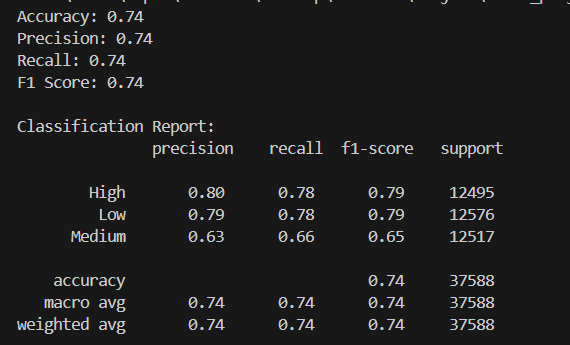 Accuracy: 0.74
Precision: 0.74
Recall: 0.74
F1 Score: 0.74
Classification Report:
precision recall f1-score support
High 0.80 0.78 0.79 12495
Low 0.79 0.78 0.79 12576
Medium 0.63 0.66 0.65 12517
accuracy 0.74 37588
macro avg 0.74 0.74 0.74 37588
weighted avg 0.74 0.74 0.74 37588